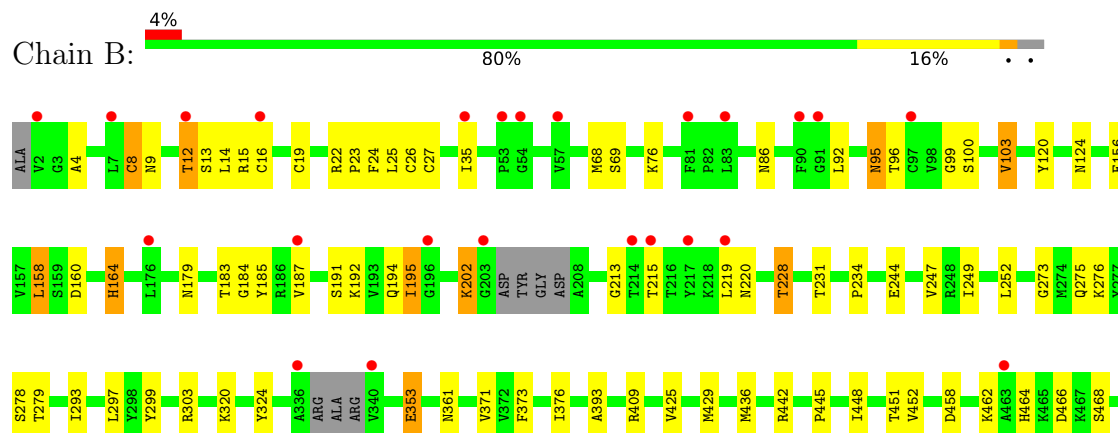 4%
Chain B:
80% 16% • •
ALA V2 G3 A4 L7 C8 N9 T12 S13 L14 R15 C16 C19 R22 P23 F24 L25 C26 C27 I35 P53 G54 V57 M68 S69 K76 F81 P82 L83 N86 F90 G91 L92 N95 T96 C97 V98 G99 S100 V103 Y120 N124
V157 L158 S159 D160 H164 L176 N179 T183 G184 Y185 R186 V187 S191 K192 V193 Q194 I195 G196 K202 G203 ASP TYR GLY ASP A208 G213 T214 T215 T216 Y217 K218 L219 N220 T228 T231 P234 E244 V247 R248 I249 L252 G273 M274 Q275 K276
S278 T279 I293 L297 Y298 Y299 R303 K320 Y324 A336 ARG ALA ARG V340 E353 N361 V371 V372 F373 I376 A393 R409 V425 M429 M436 R442 P445 I448 T451 V452 D458 K462 A463 H464 K465 D466 K467 S468